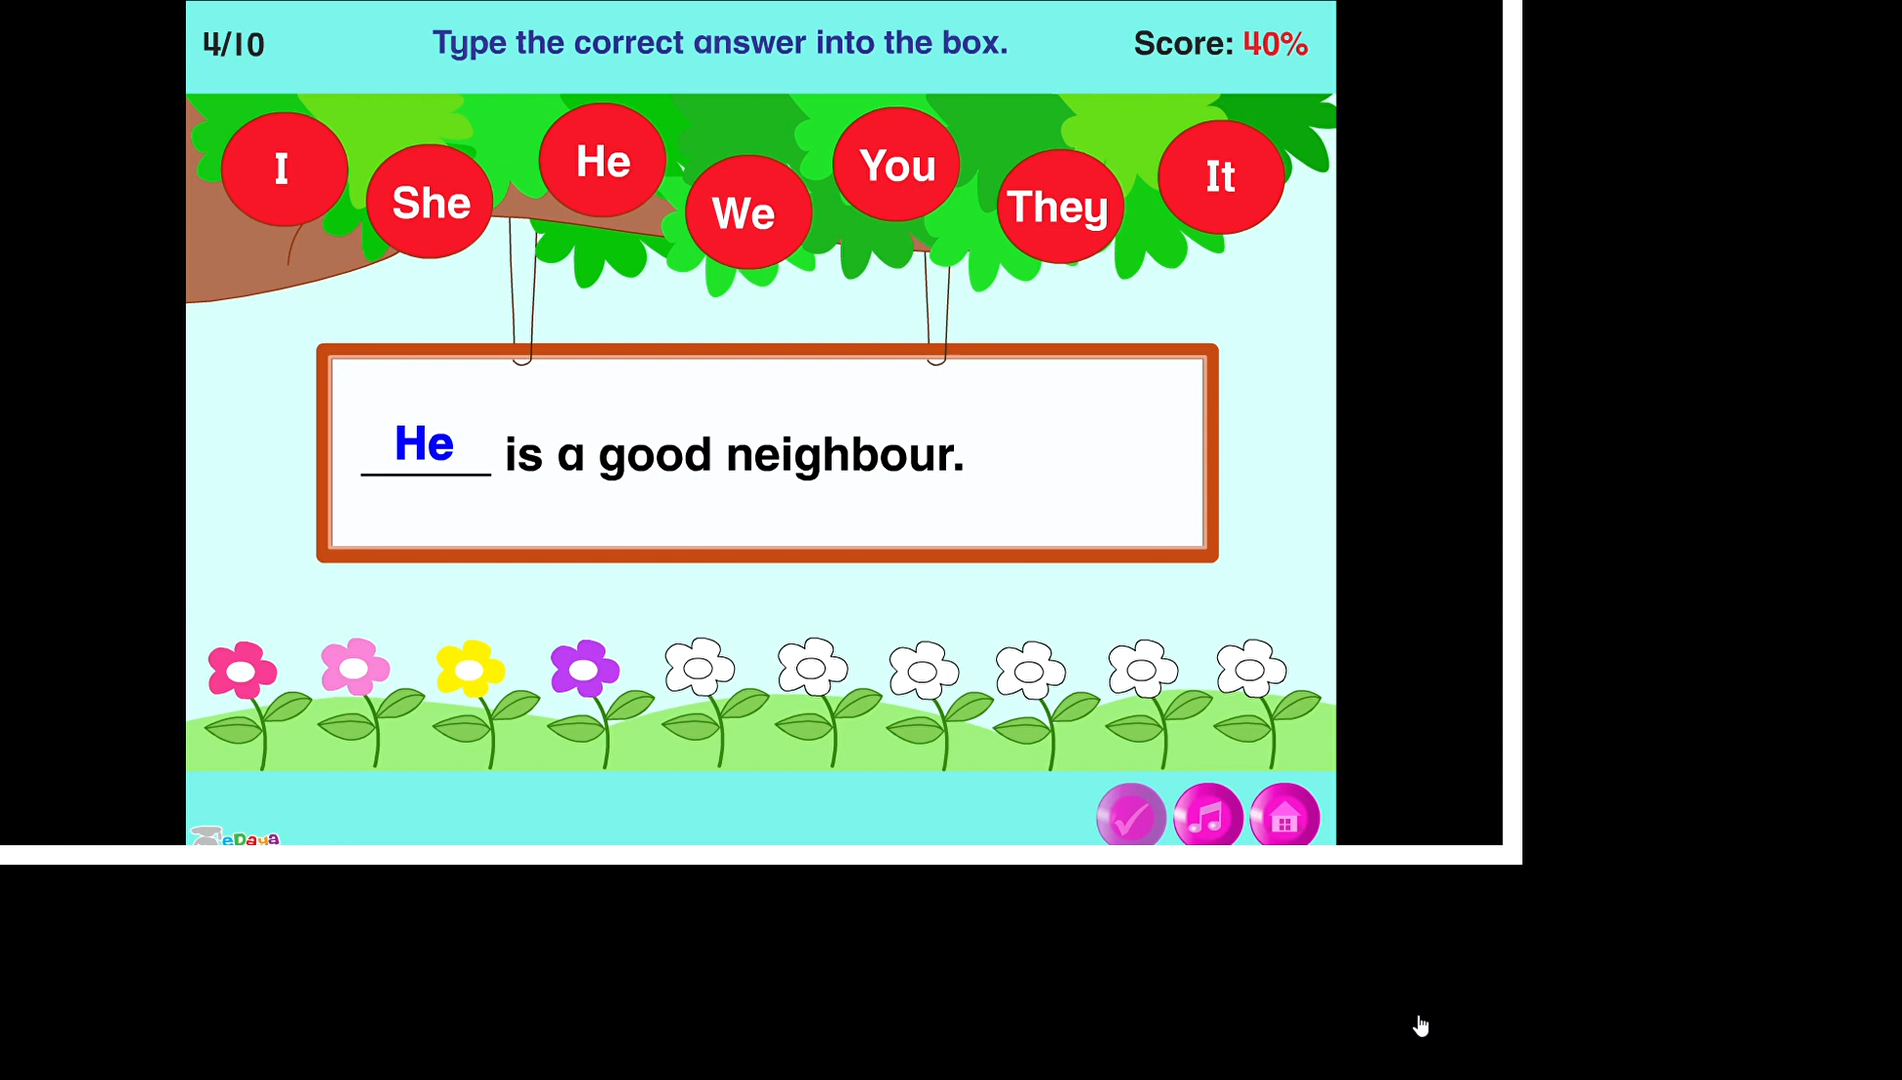 4/10
Type the correct answer into the box.
Score: 40%
I
She
He
We
You
They
It
He is a good neighbour.
eDaya